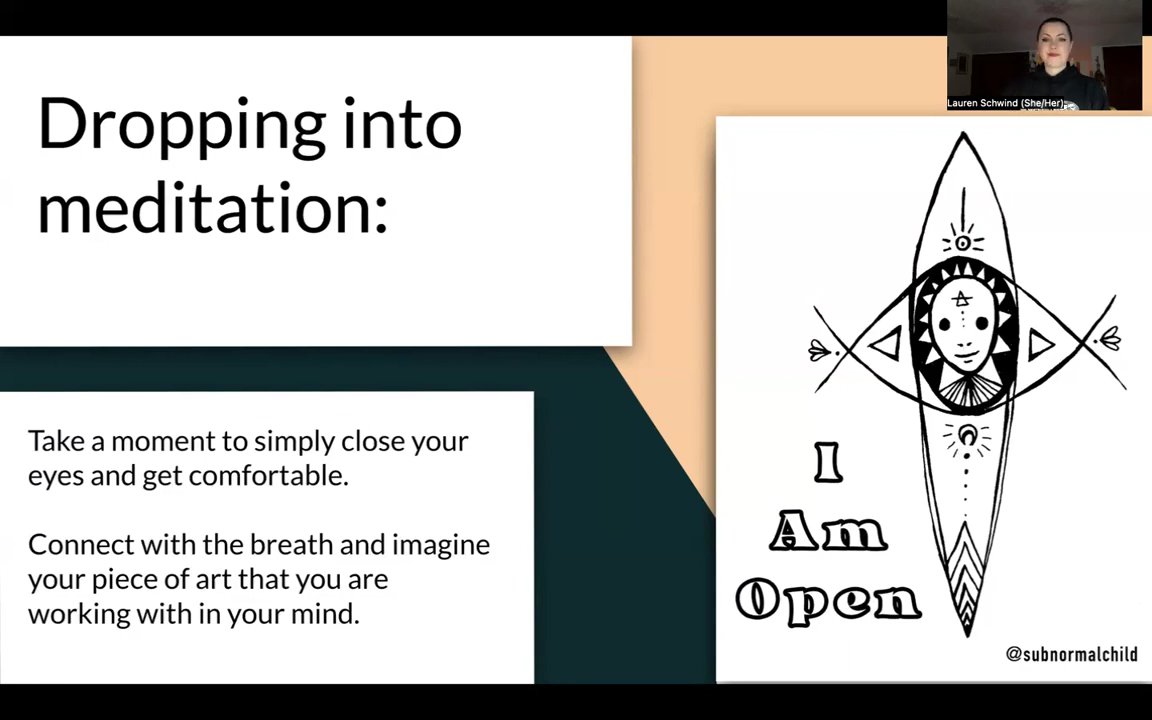 Lauren Schwind (She/Her)
Dropping into
meditation:
Take a moment to simply close your
eyes and get comfortable.
Connect with the breath and imagine
your piece of art that you are
working with in your mind.
I
Am
Open
@subnormalchild